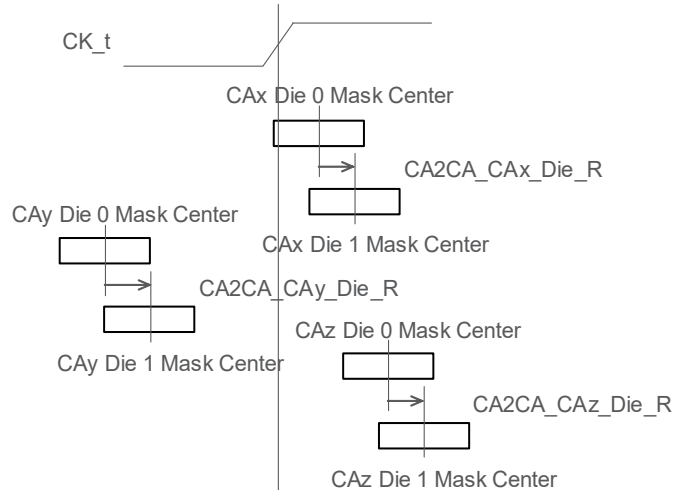 CK_t
CAx Die 0 Mask Center
CA2CA_CAx_Die_R
CAy Die 0 Mask Center
CAx Die 1 Mask Center
CA2CA_CAy_Die_R
CAz Die 0 Mask Center
CAy Die 1 Mask Center
CA2CA_CAz_Die_R
CAz Die 1 Mask Center